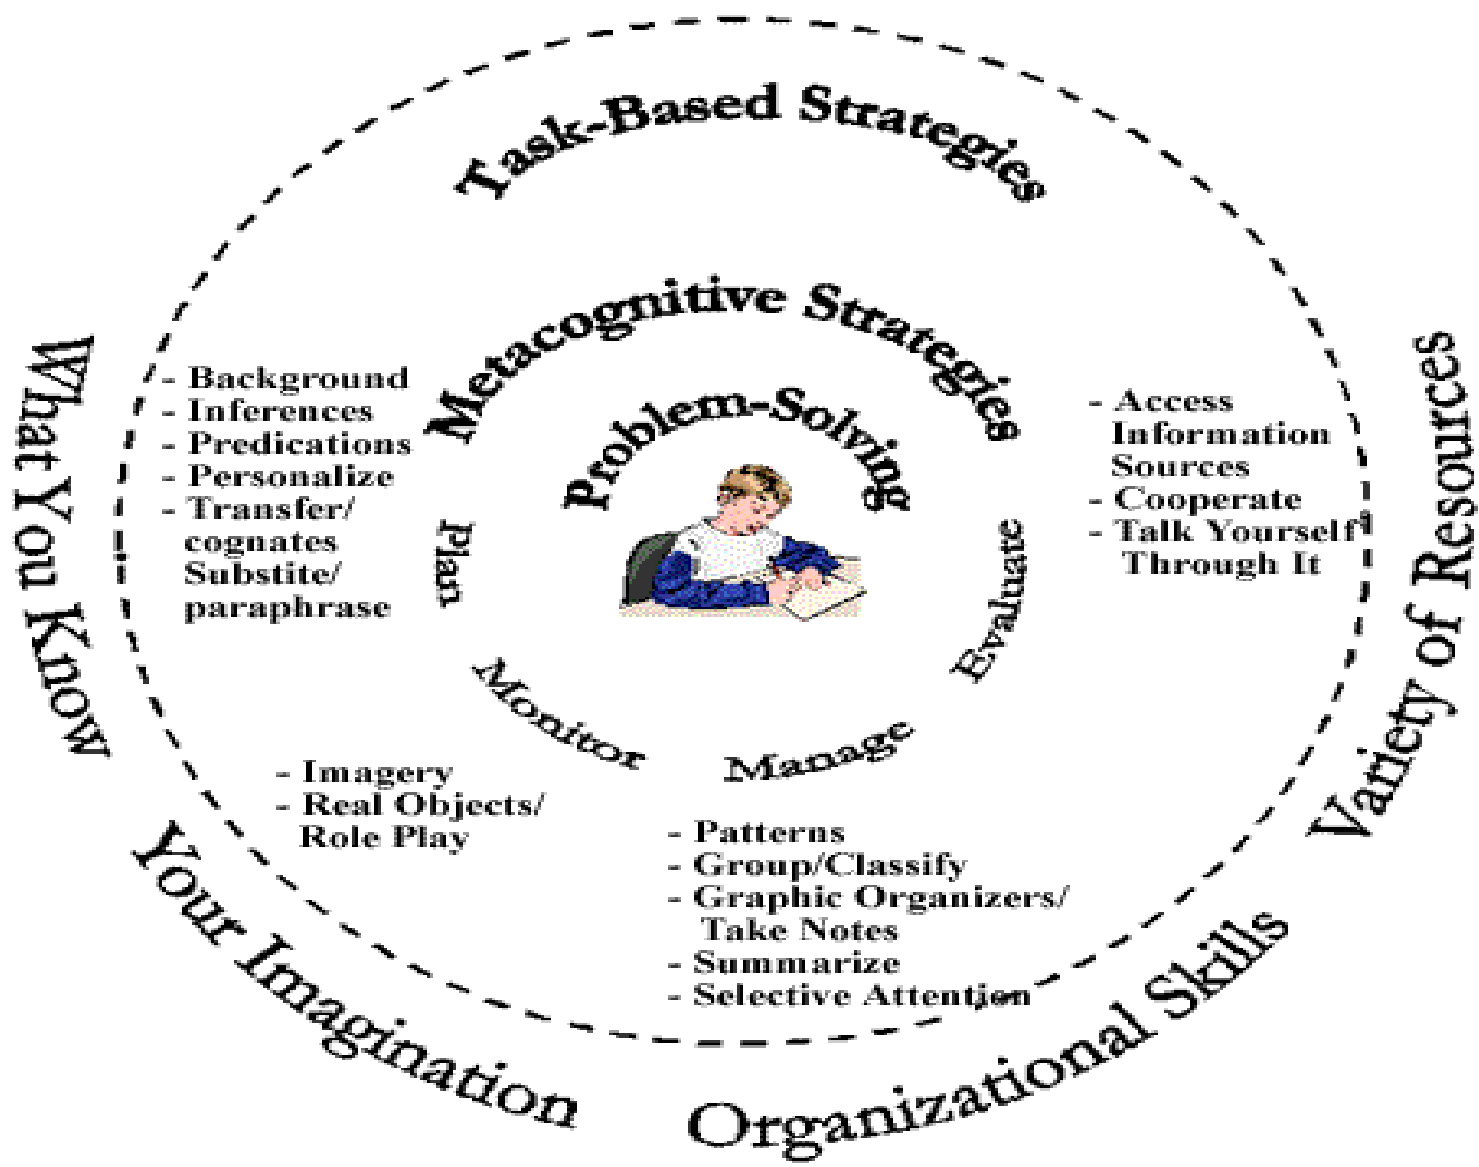 Task-Based Strategies
Metacognitive Strategies
Problem-Solving
Plan
Monitor
Manage
Evaluate
What You Know
- Background
- Inferences
- Predications
- Personalize
- Transfer/
cognates
Substite/
paraphrase
Your Imagination
- Imagery
- Real Objects/
Role Play
Organizational Skills
- Patterns
- Group/Classify
- Graphic Organizers/
Take Notes
- Summarize
- Selective Attention
Variety of Resources
- Access
Information
Sources
- Cooperate
- Talk Yourself
Through It